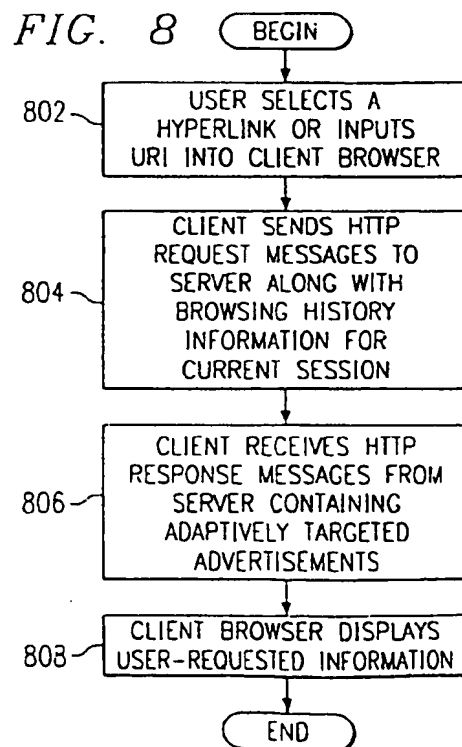 FIG. 8
BEGIN
802
USER SELECTS A
HYPERLINK OR INPUTS
URI INTO CLIENT BROWSER
804
CLIENT SENDS HTTP
REQUEST MESSAGES TO
SERVER ALONG WITH
BROWSING HISTORY
INFORMATION FOR
CURRENT SESSION
806
CLIENT RECEIVES HTTP
RESPONSE MESSAGES FROM
SERVER CONTAINING
ADAPTIVELY TARGETED
ADVERTISEMENTS
808
CLIENT BROWSER DISPLAYS
USER-REQUESTED INFORMATION
END